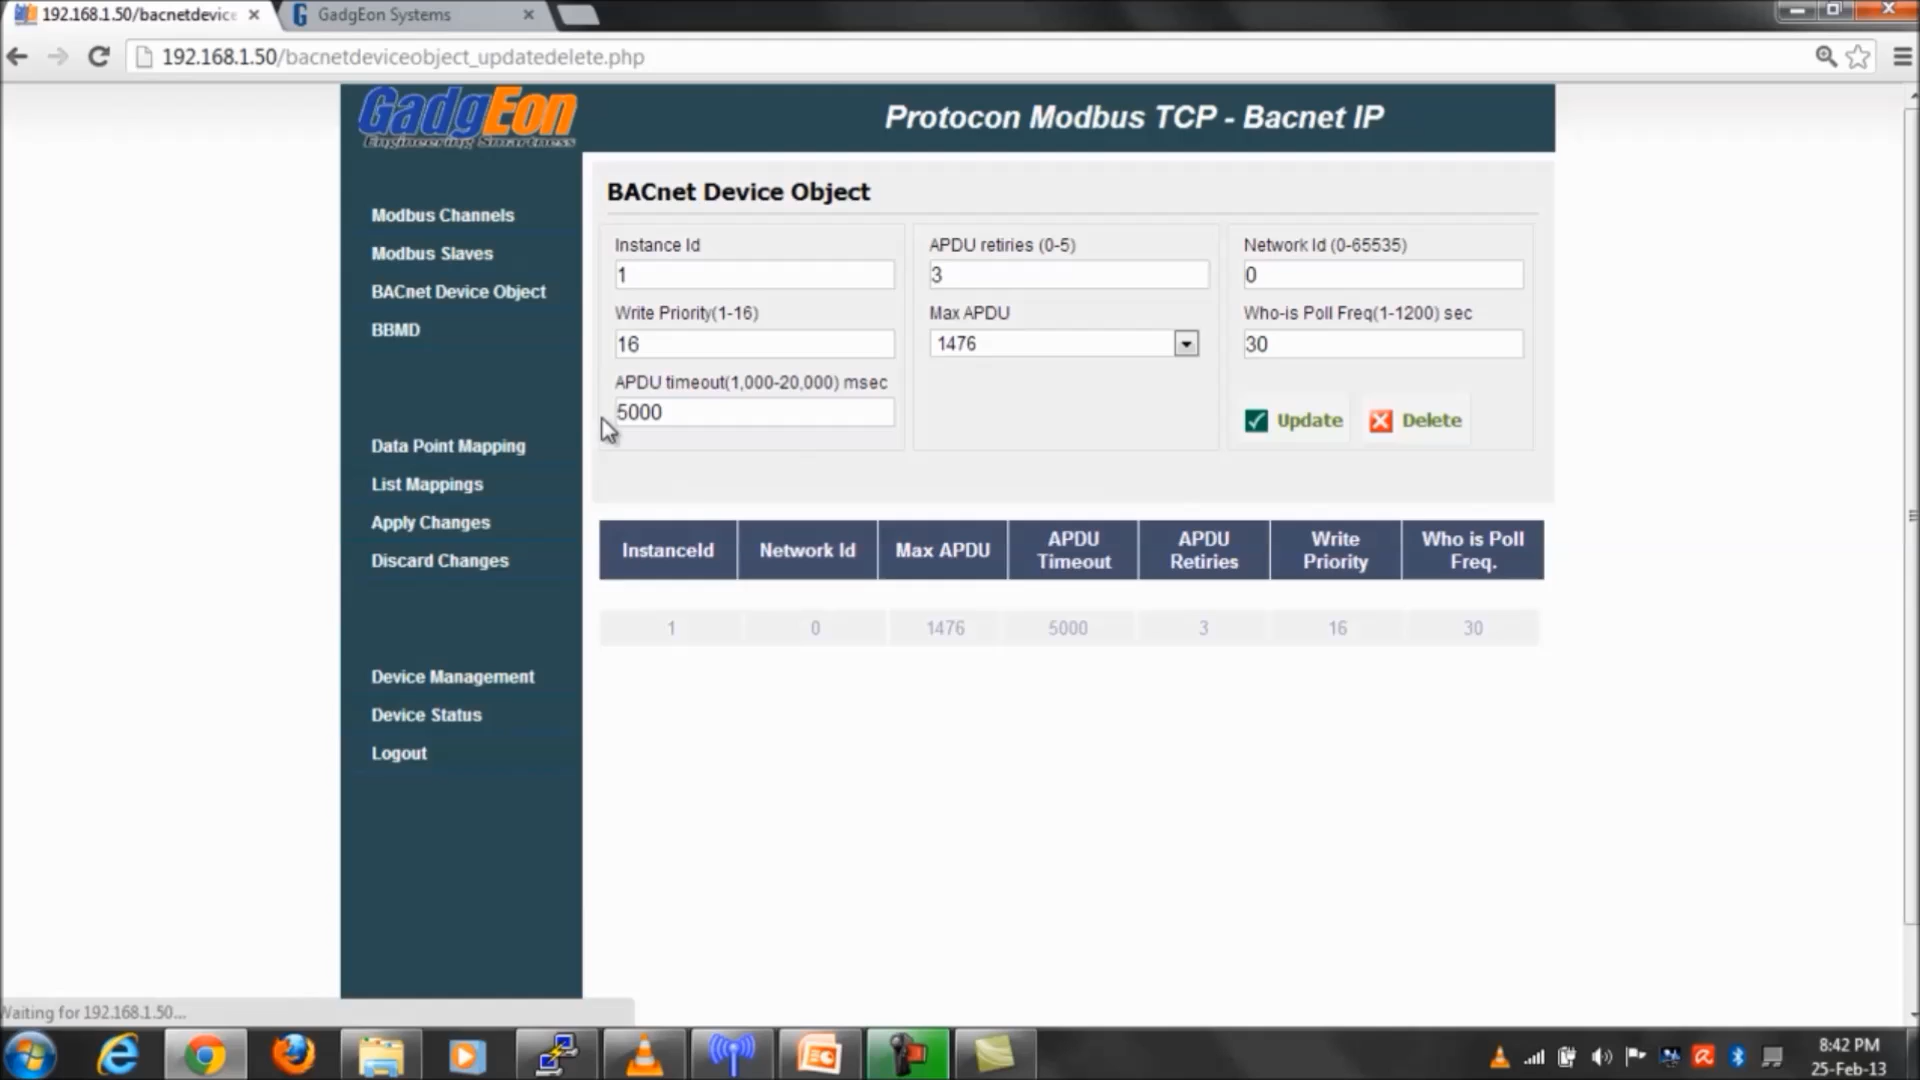 192.168.1.50/bacnetdevice
GadgEon Systems
192.168.1.50/bacnetdeviceobject_updatedelete.php
GadgEon
Engineering Smartness
Protocon Modbus TCP - Bacnet IP
Modbus Channels
Modbus Slaves
BACnet Device Object
BBMD
Data Point Mapping
List Mappings
Apply Changes
Discard Changes
Device Management
Device Status
Logout
BACnet Device Object
Instance Id
1
Write Priority(1-16)
16
APDU timeout(1,000-20,000) msec
5000
APDU retiries (0-5)
3
Max APDU
1476
Network Id (0-65535)
0
Who-is Poll Freq(1-1200) sec
30
Update Delete
InstanceId Network Id Max APDU APDU Timeout APDU Retiries Write Priority Who is Poll Freq.
1 0 1476 5000 3 16 30
Waiting for 192.168.1.50...
8:42 PM
25-Feb-13